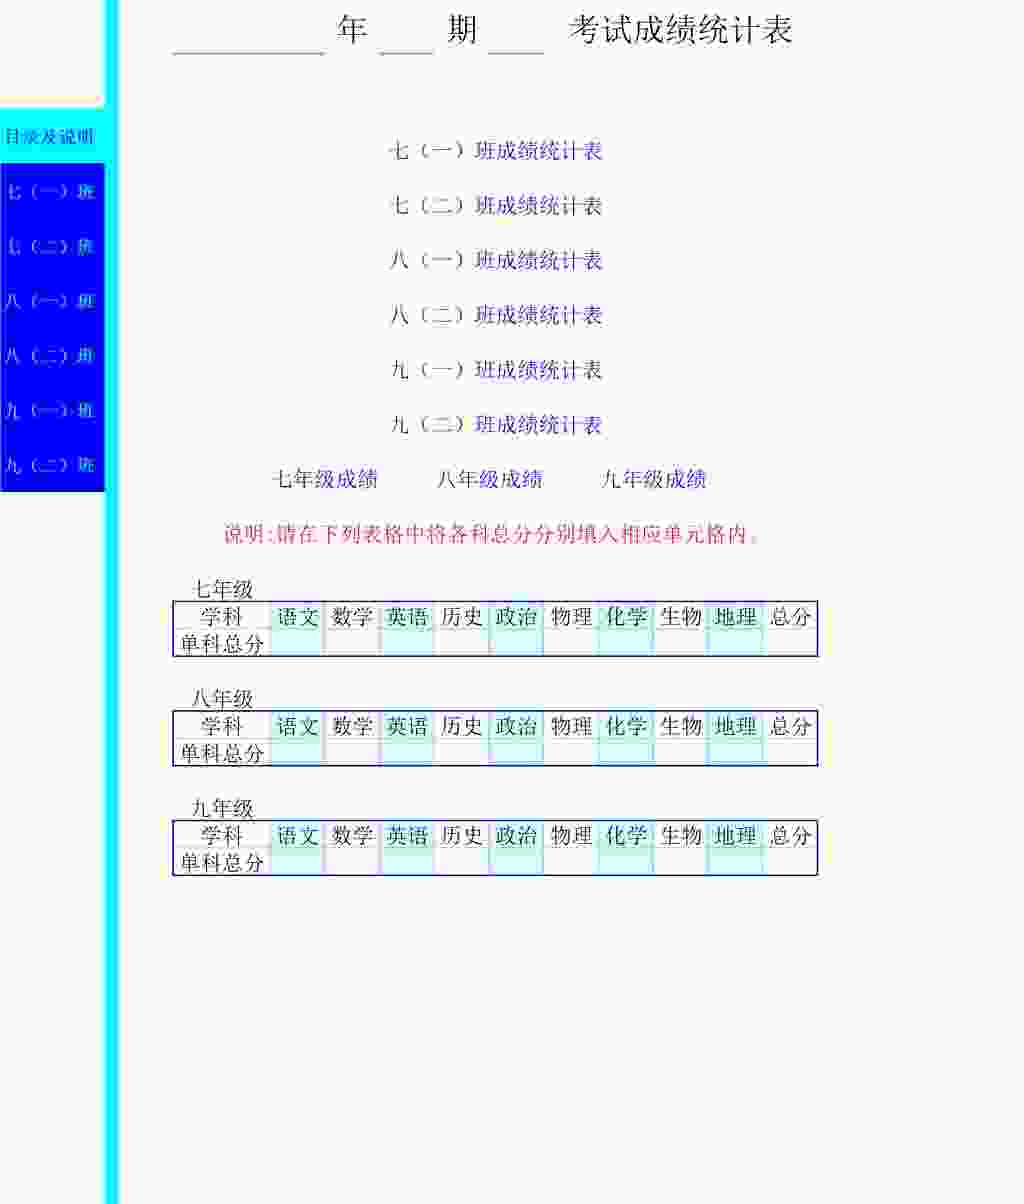 年 期 考试成绩统计表
目录及说明
七（一）班
七（二）班
八（一）班
八（二）班
九（一）班
九（二）班
七（一）班成绩统计表
七（二）班成绩统计表
八（一）班成绩统计表
八（二）班成绩统计表
九（一）班成绩统计表
九（二）班成绩统计表
七年级成绩 八年级成绩 九年级成绩
说明:请在下列表格中将各科总分分别填入相应单元格内。
七年级
学科 语文 数学 英语 历史 政治 物理 化学 生物 地理 总分
单科总分
八年级
学科 语文 数学 英语 历史 政治 物理 化学 生物 地理 总分
单科总分
九年级
学科 语文 数学 英语 历史 政治 物理 化学 生物 地理 总分
单科总分